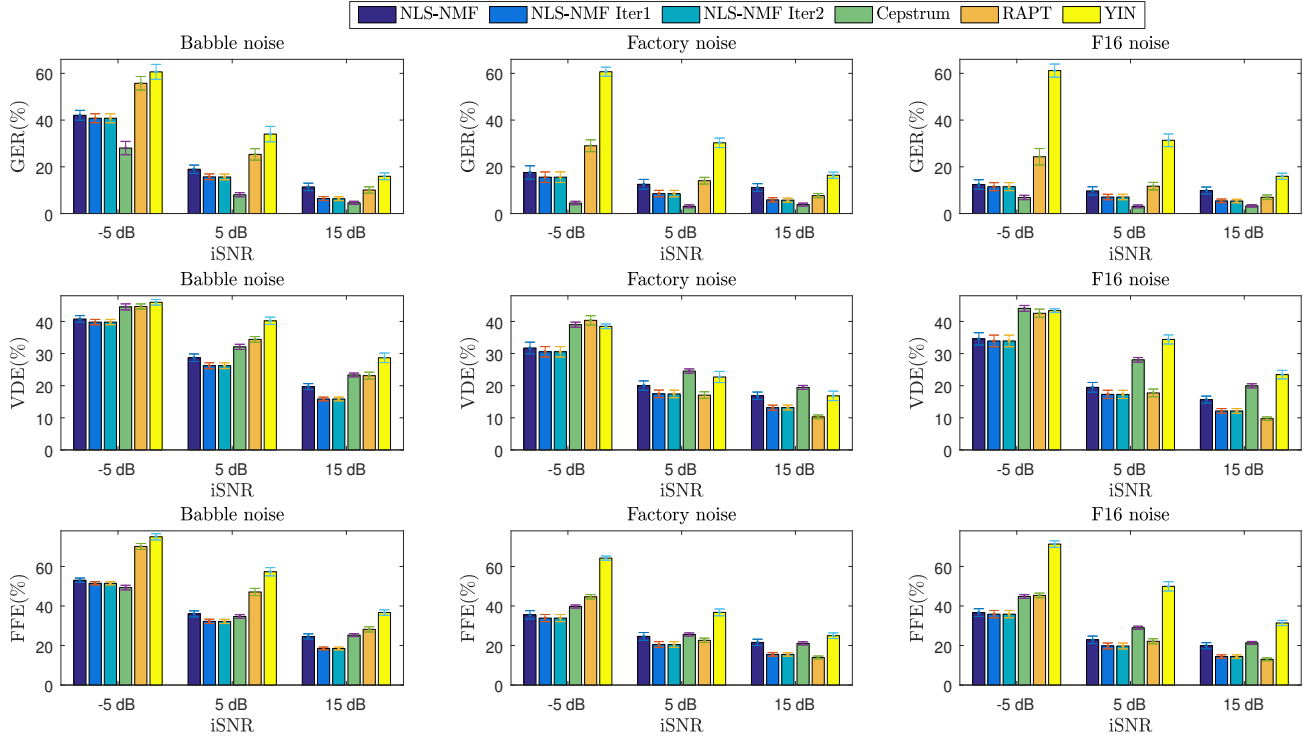 NLS-NMF NLS-NMF Iter1 NLS-NMF Iter2 Cepstrum RAPT YIN
Babble noise
GER(%)
60
40
20
0
-5 dB 5 dB 15 dB
iSNR
Factory noise
GER(%)
60
40
20
0
-5 dB 5 dB 15 dB
iSNR
F16 noise
GER(%)
60
40
20
0
-5 dB 5 dB 15 dB
iSNR
Babble noise
VDE(%)
40
30
20
10
0
-5 dB 5 dB 15 dB
iSNR
Factory noise
VDE(%)
40
30
20
10
0
-5 dB 5 dB 15 dB
iSNR
F16 noise
VDE(%)
40
30
20
10
0
-5 dB 5 dB 15 dB
iSNR
Babble noise
FFE(%)
60
40
20
0
-5 dB 5 dB 15 dB
iSNR
Factory noise
FFE(%)
60
40
20
0
-5 dB 5 dB 15 dB
iSNR
F16 noise
FFE(%)
60
40
20
0
-5 dB 5 dB 15 dB
iSNR